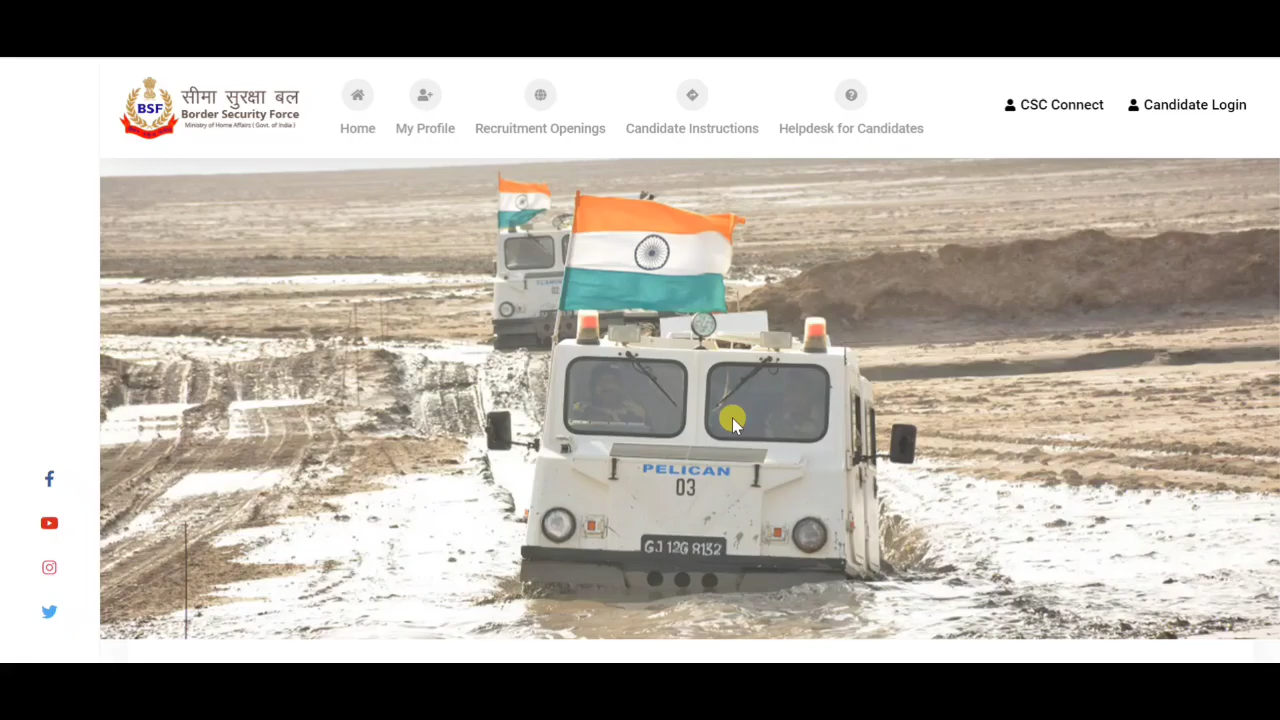 सीमा सुरक्षा बल
BSF
Border Security Force
Ministry of Home Affairs ( Govt. of India )
Home
My Profile
Recruitment Openings
Candidate Instructions
Helpdesk for Candidates
CSC Connect
Candidate Login
PELICAN
03
GJ 12G 8132